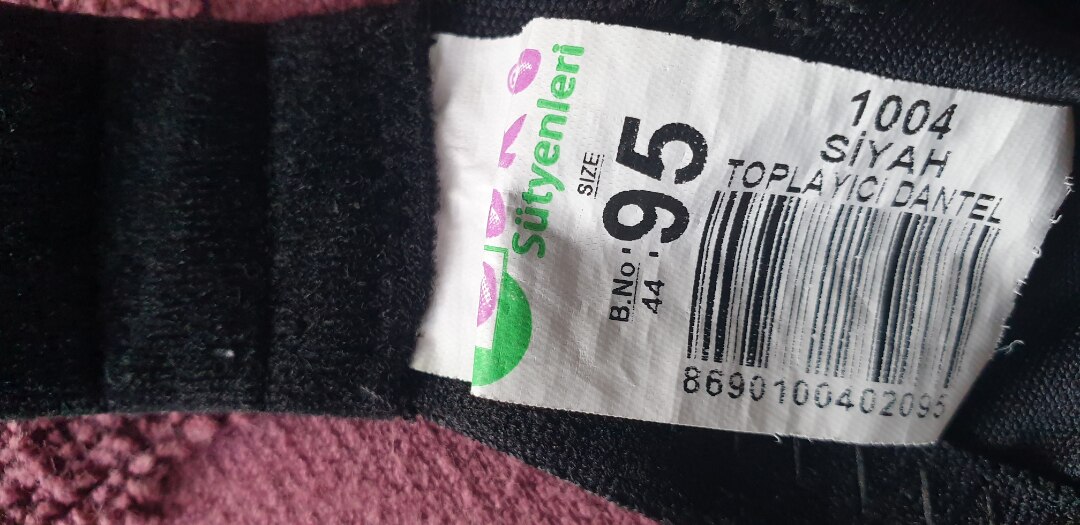 Sütyenleri
SIZE
B.No: 95
44
1004
SİYAH
TOPLAYICI DANTEL
8690100402095